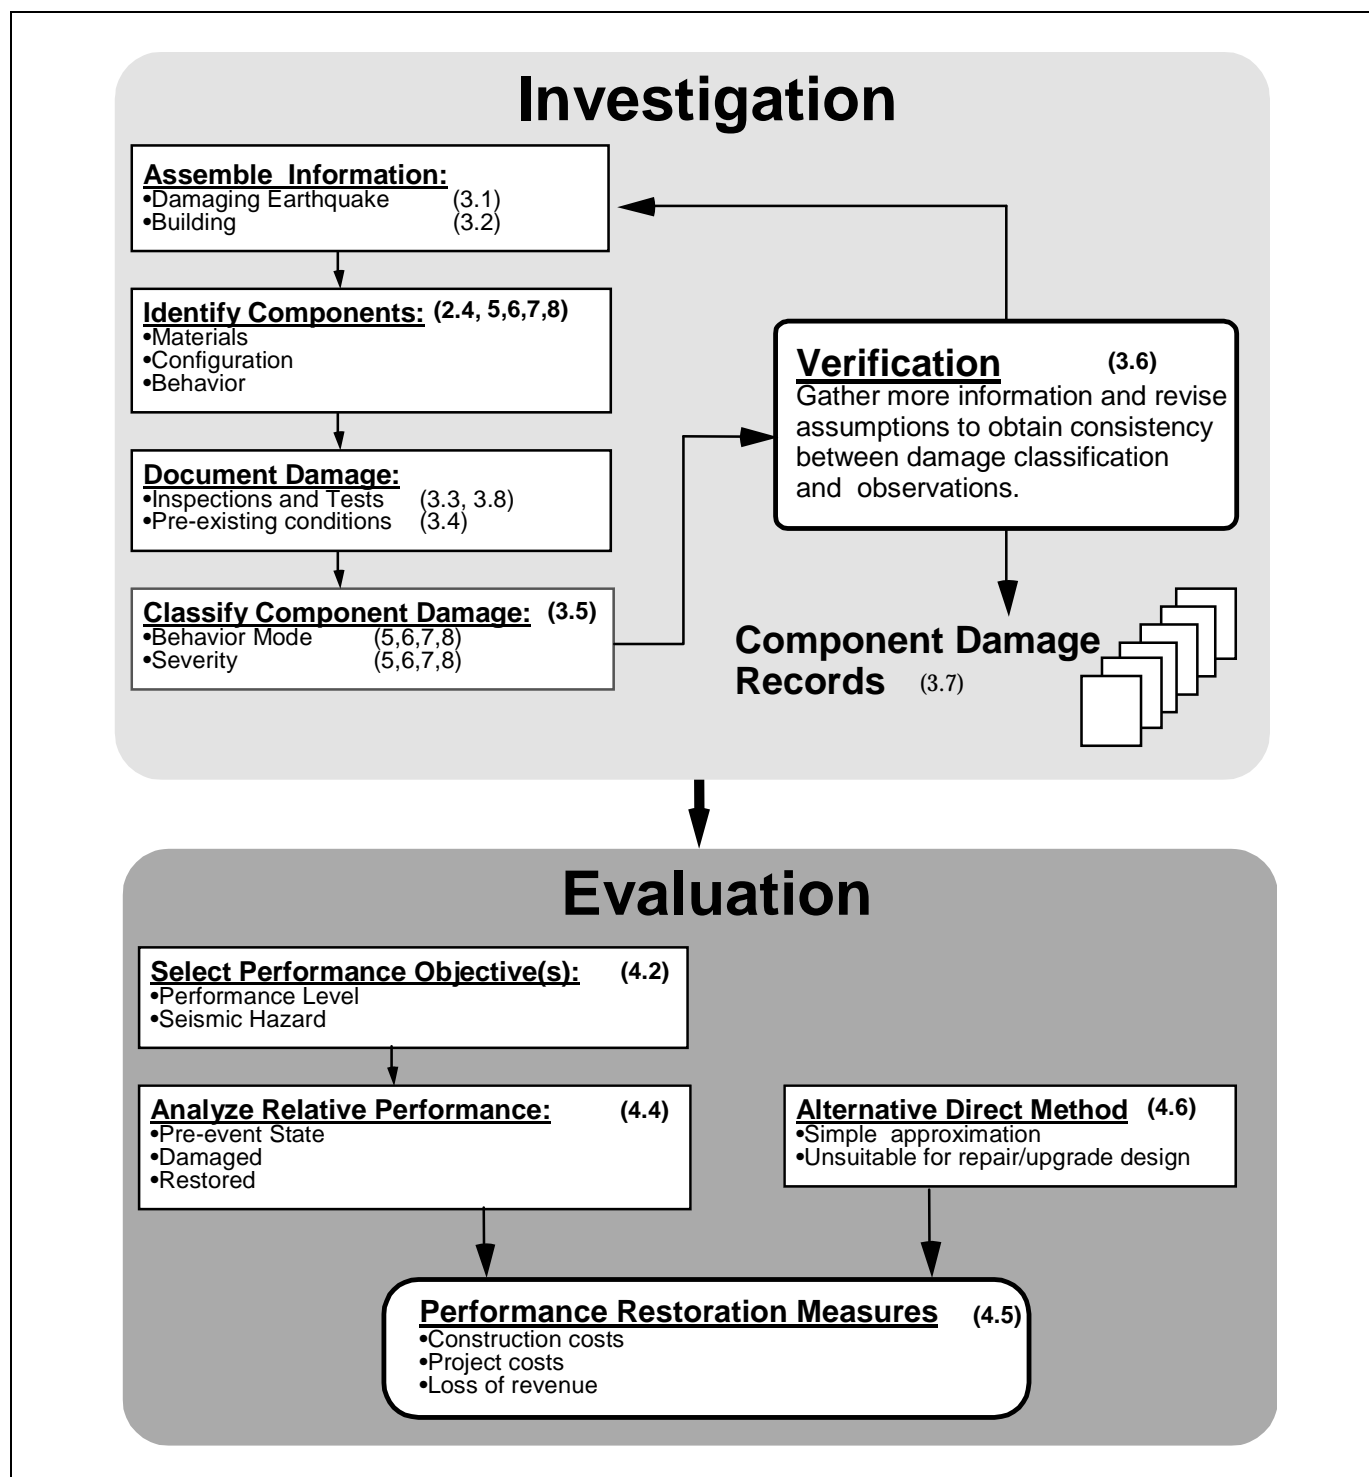 Investigation
Assemble Information:
•Damaging Earthquake (3.1)
•Building (3.2)
Identify Components: (2.4, 5,6,7,8)
•Materials
•Configuration
•Behavior
Document Damage:
•Inspections and Tests (3.3, 3.8)
•Pre-existing conditions (3.4)
Classify Component Damage: (3.5)
•Behavior Mode (5,6,7,8)
•Severity (5,6,7,8)
Verification (3.6)
Gather more information and revise
assumptions to obtain consistency
between damage classification
and observations.
Component Damage
Records (3.7)
Evaluation
Select Performance Objective(s): (4.2)
•Performance Level
•Seismic Hazard
Analyze Relative Performance: (4.4)
•Pre-event State
•Damaged
•Restored
Alternative Direct Method (4.6)
•Simple approximation
•Unsuitable for repair/upgrade design
Performance Restoration Measures (4.5)
•Construction costs
•Project costs
•Loss of revenue